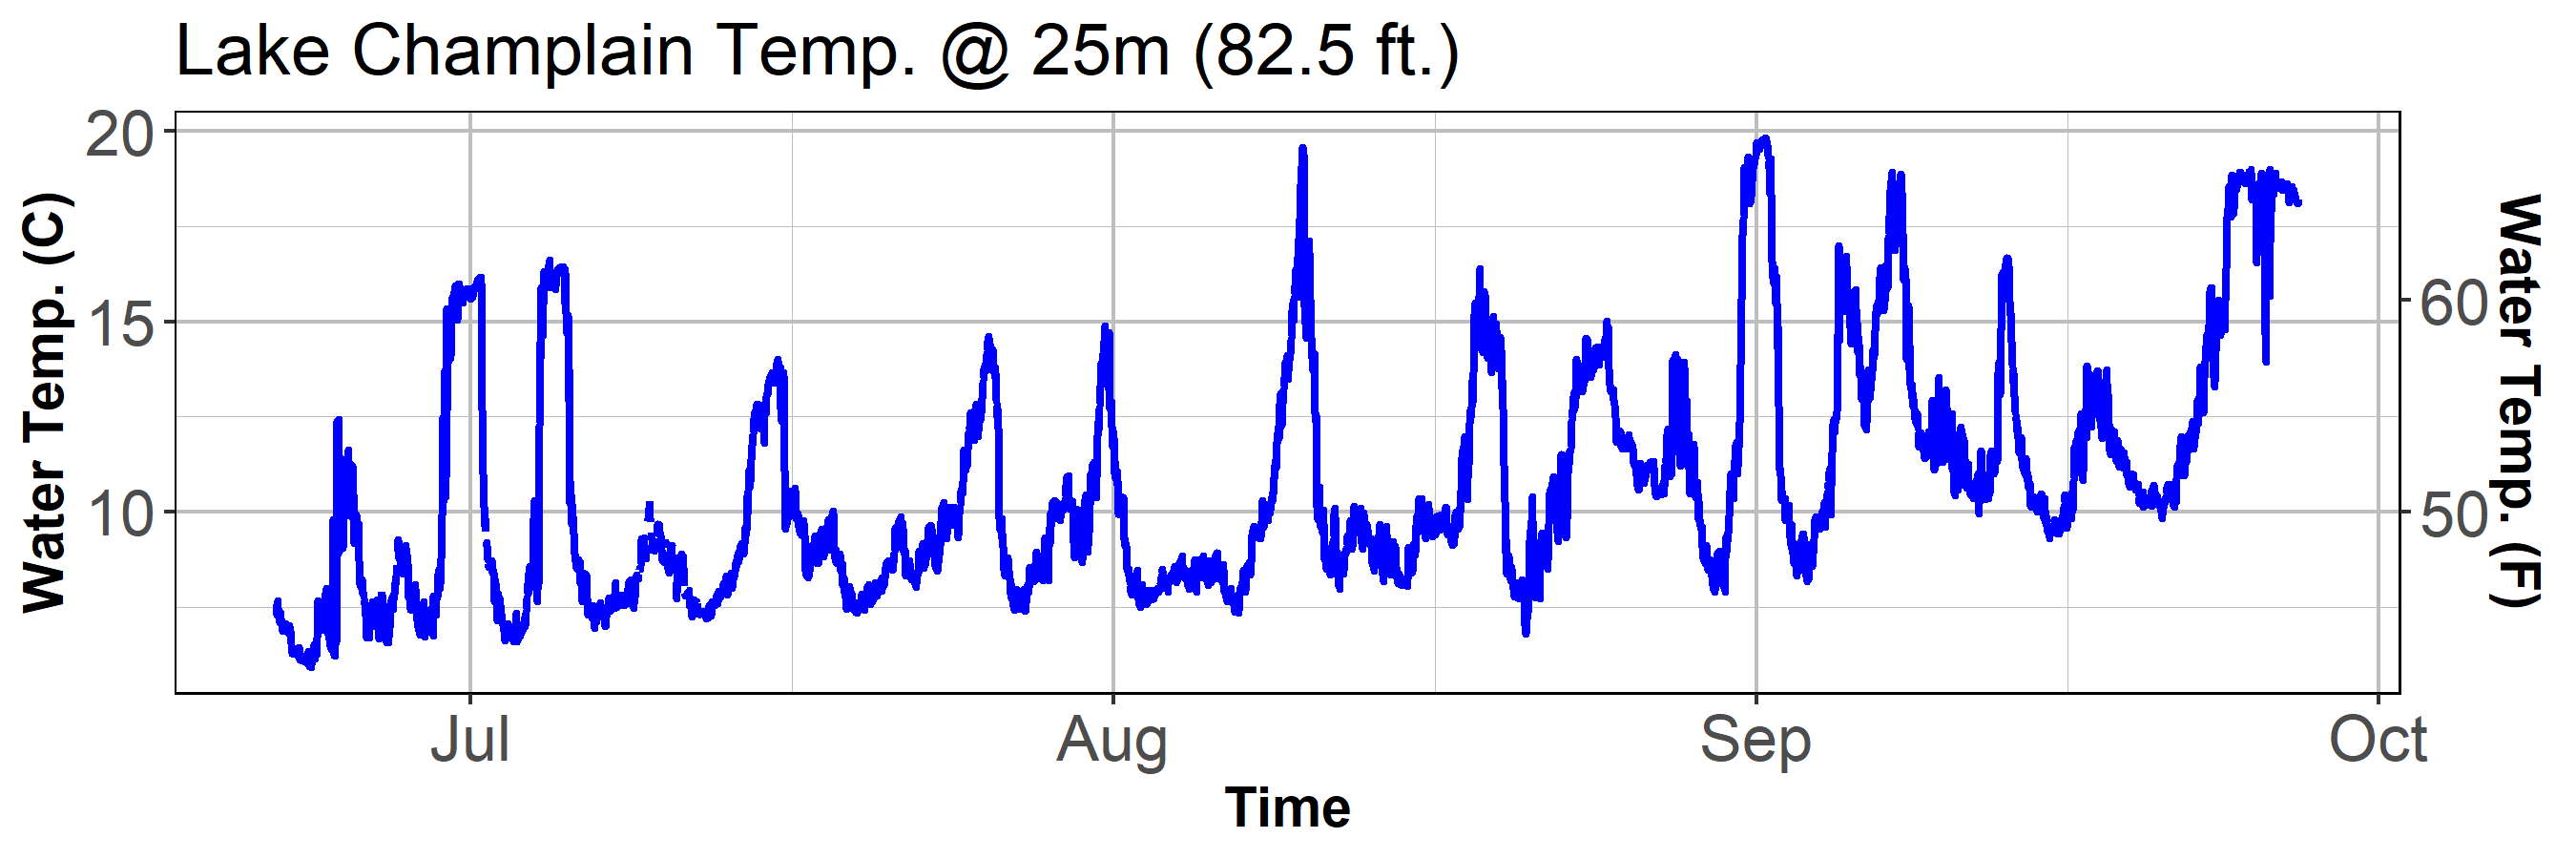 Lake Champlain Temp. @ 25m (82.5 ft.)
Water Temp. (C)
20
15
10
60
50
Water Temp. (F)
Jul Aug Sep Oct
Time